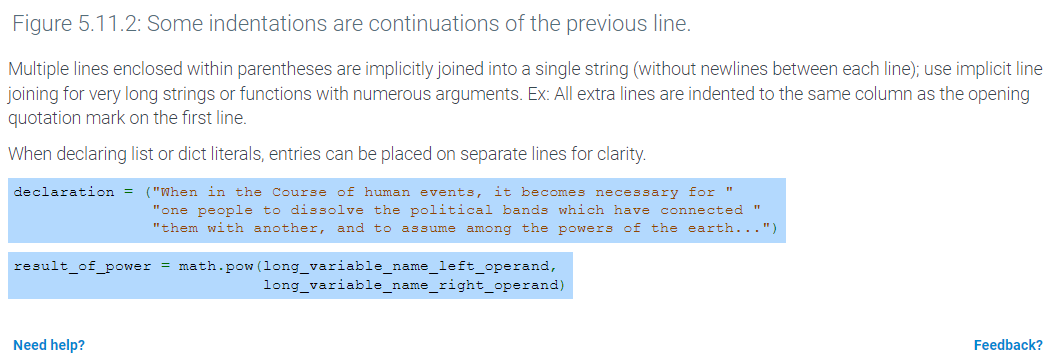 Figure 5.11.2: Some indentations are continuations of the previous line.
Multiple lines enclosed within parentheses are implicitly joined into a single string (without newlines between each line); use implicit line
joining for very long strings or functions with numerous arguments. Ex: All extra lines are indented to the same column as the opening
quotation mark on the first line.
When declaring list or dict literals, entries can be placed on separate lines for clarity.
declaration = ("When in the Course of human events, it becomes necessary for "
               "one people to dissolve the political bands which have connected "
               "them with another, and to assume among the powers of the earth...")
result_of_power = math.pow(long_variable_name_left_operand,
                           long_variable_name_right_operand)
Need help? Feedback?